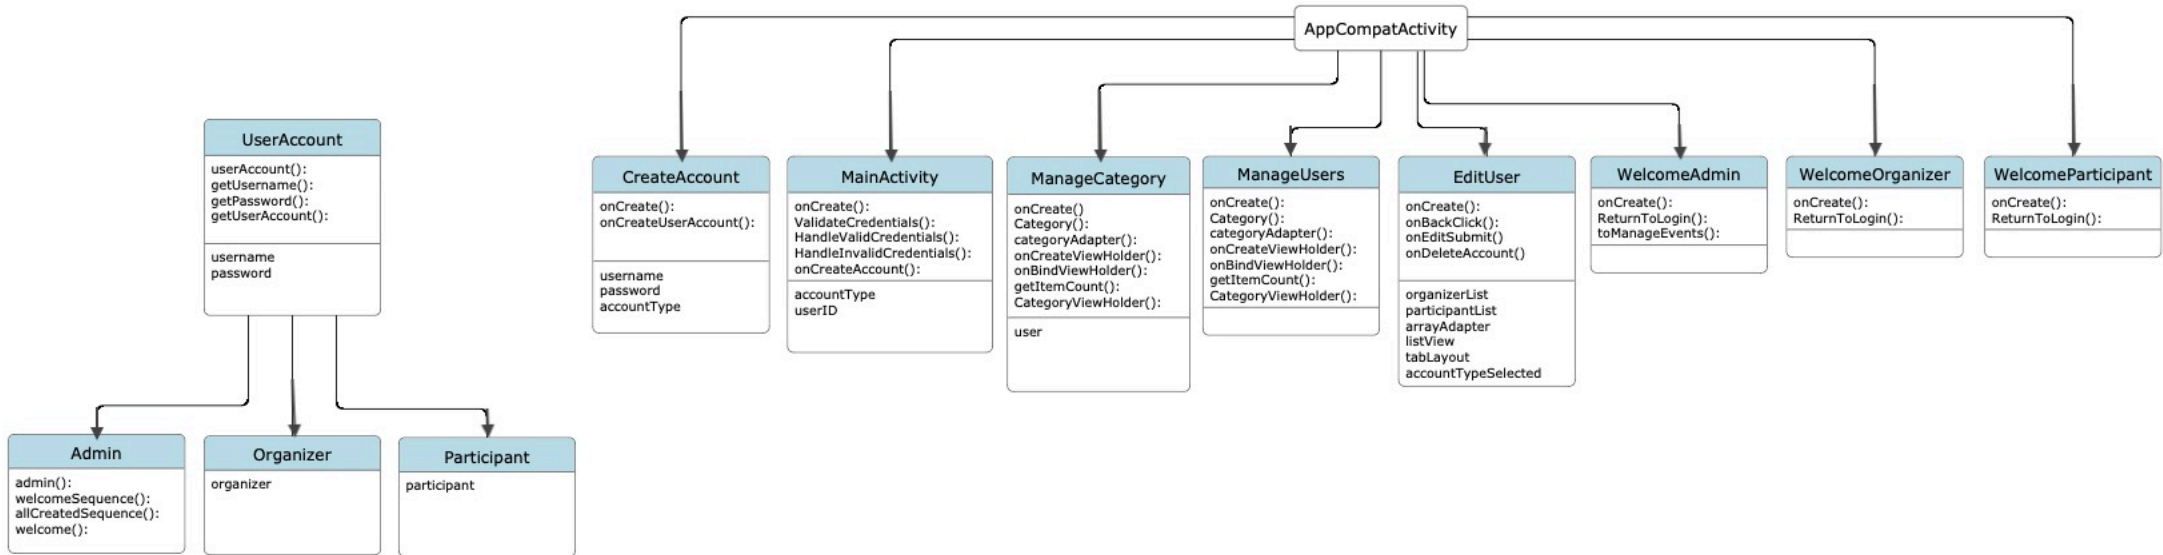 AppCompatActivity
UserAccount
userAccount():
getUsername():
getPassword():
getUserAccount():
username
password
CreateAccount
onCreate():
onCreateUserAccount():
username
password
accountType
MainActivity
onCreate():
ValidateCredentials():
HandleValidCredentials():
HandleInvalidCredentials():
onCreateAccount():
accountType
userID
ManageCategory
onCreate()
Category():
categoryAdapter():
onCreateViewHolder():
onBindViewHolder():
getItemCount():
CategoryViewHolder():
user
ManageUsers
onCreate():
Category():
categoryAdapter():
onCreateViewHolder():
onBindViewHolder():
getItemCount():
CategoryViewHolder():
EditUser
onCreate():
onBackClick():
onEditSubmit()
onDeleteAccount()
organizerList
participantList
arrayAdapter
listView
tabLayout
accountTypeSelected
WelcomeAdmin
onCreate():
ReturnToLogin():
toManageEvents():
WelcomeOrganizer
onCreate():
ReturnToLogin():
WelcomeParticipant
onCreate():
ReturnToLogin():
Admin
admin():
welcomeSequence():
allCreatedSequence():
welcome():
Organizer
organizer
Participant
participant